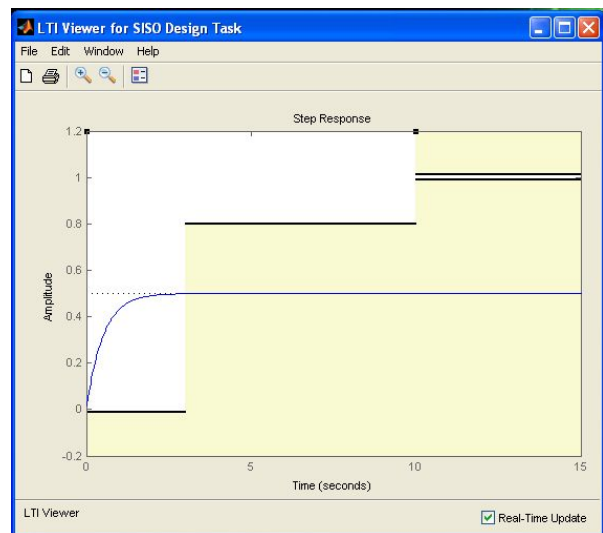 LTI Viewer for SISO Design Task
File Edit Window Help
Step Response
1.2
1
0.8
0.6
0.4
0.2
0
-0.2
Amplitude
0 5 10 15
Time (seconds)
LTI Viewer
Real-Time Update